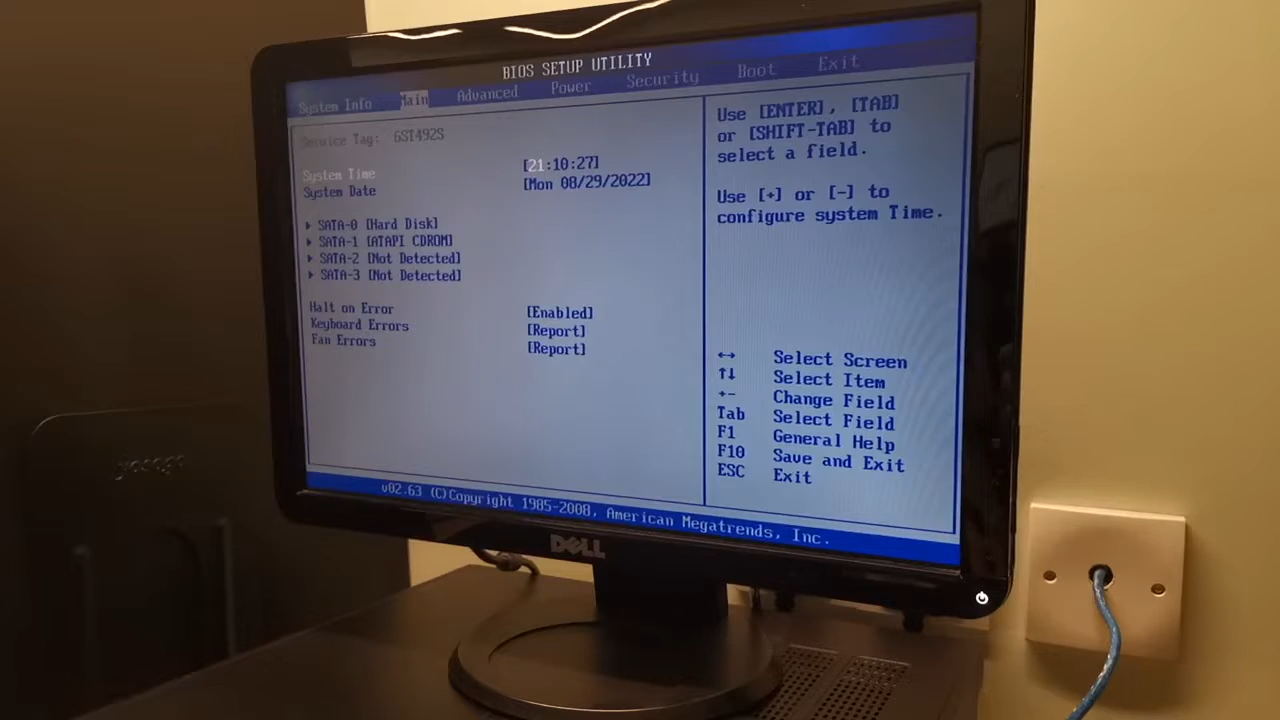 BIOS SETUP UTILITY
System Info Main Advanced Power Security Boot Exit
Service Tag: 6ST492S
System Time [21:10:27]
System Date [Mon 08/29/2022]
SATA-0 [Hard Disk]
SATA-1 [ATAPI CDROM]
SATA-2 [Not Detected]
SATA-3 [Not Detected]
Halt on Error [Enabled]
Keyboard Errors [Report]
Fan Errors [Report]
Use [ENTER], [TAB]
or [SHIFT-TAB] to
select a field.
Use [+] or [-] to
configure system Time.
↔ Select Screen
↑↓ Select Item
+- Change Field
Tab Select Field
F1 General Help
F10 Save and Exit
ESC Exit
v02.63 (C)Copyright 1985-2008, American Megatrends, Inc.
DELL